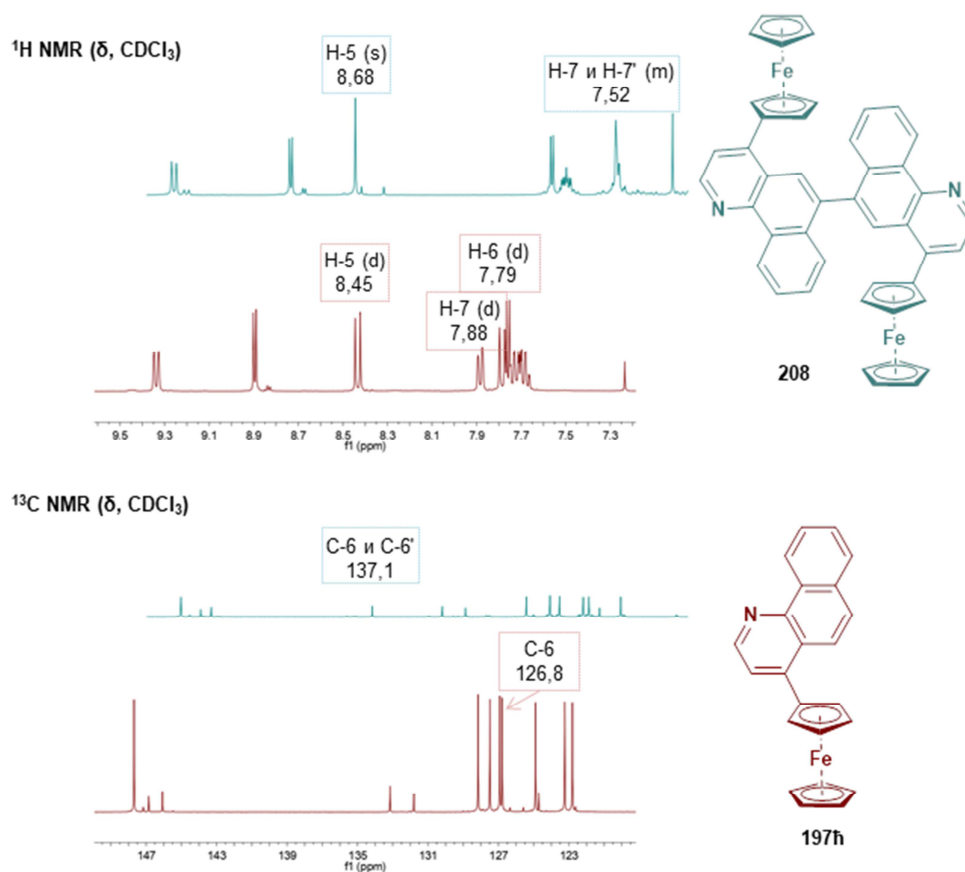 ¹H NMR (δ, CDCl₃)
H-5 (s)
8,68
H-7 и H-7' (m)
7,52
H-5 (d)
8,45
H-6 (d)
7,79
H-7 (d)
7,88
9.5 9.3 9.1 8.9 8.7 8.5 8.3 8.1 7.9 7.7 7.5 7.3
f1 (ppm)
Fe
N
N
Fe
208
¹³C NMR (δ, CDCl₃)
C-6 и C-6'
137,1
C-6
126,8
147 143 139 135 131 127 123
f1 (ppm)
N
Fe
197ħ